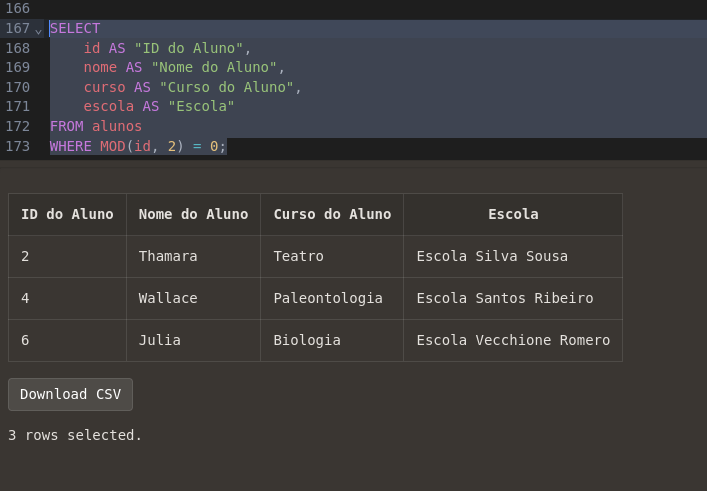 166
167 SELECT
168 id AS "ID do Aluno",
169 nome AS "Nome do Aluno",
170 curso AS "Curso do Aluno",
171 escola AS "Escola"
172 FROM alunos
173 WHERE MOD(id, 2) = 0;
ID do Aluno Nome do Aluno Curso do Aluno Escola
2 Thamara Teatro Escola Silva Sousa
4 Wallace Paleontologia Escola Santos Ribeiro
6 Julia Biologia Escola Vecchione Romero
Download CSV
3 rows selected.